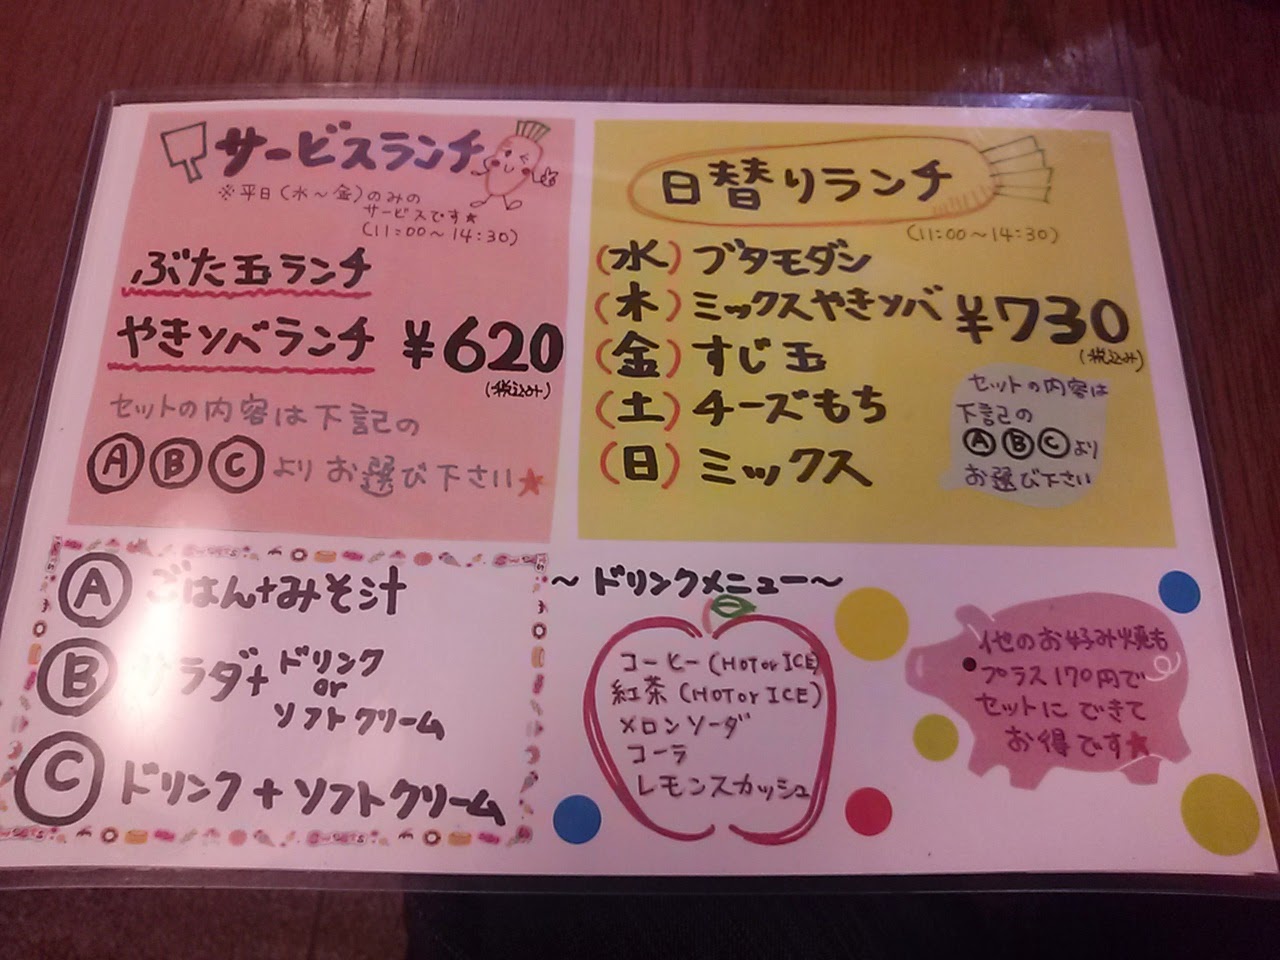 サービスランチ
※平日(水～金)のみの
サービスです★
(11:00～14:30)
ぶた玉ランチ
やきソバランチ ¥620
(税込み)
セットの内容は下記の
Ⓐ Ⓑ Ⓒ より お選び下さい★
日替りランチ
(11:00～14:30)
(水) ブタモダン
(木) ミックスやきソバ ¥730
(税込み)
(金) すじ玉
(土) チーズもち
(日) ミックス
セットの内容は
下記の
Ⓐ Ⓑ Ⓒ より
お選び下さい
Ⓐ ごはん+みそ汁
Ⓑ サラダ+ドリンク
or
ソフトクリーム
Ⓒ ドリンク + ソフトクリーム
～ドリンクメニュー～
コーヒー(HOT or ICE)
紅茶(HOT or ICE)
メロンソーダ
コーラ
レモンスカッシュ
他のお好み焼も
プラス170円で
セットにできて
お得です★